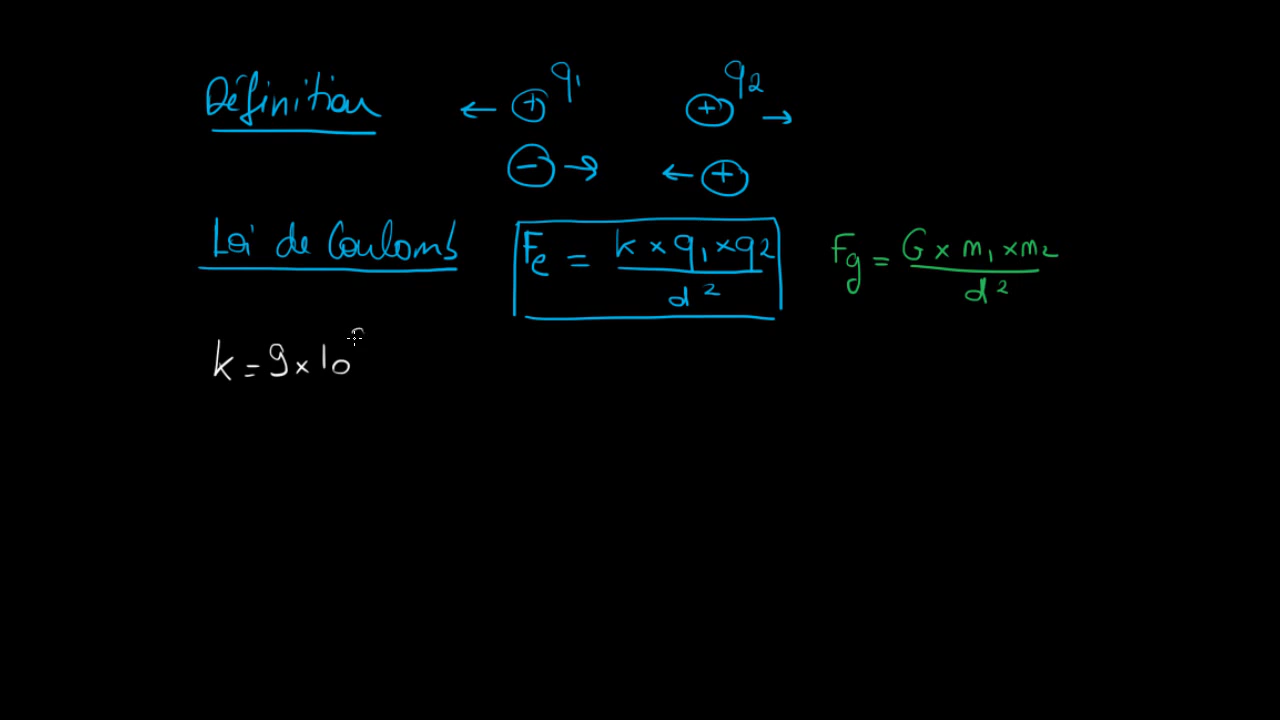 Définition ← + q1 + q2 →
- → ← +
Loi de Coulomb Fe = k × q1 × q2 / d² Fg = G × m1 × m2 / d²
k = 9 × 10